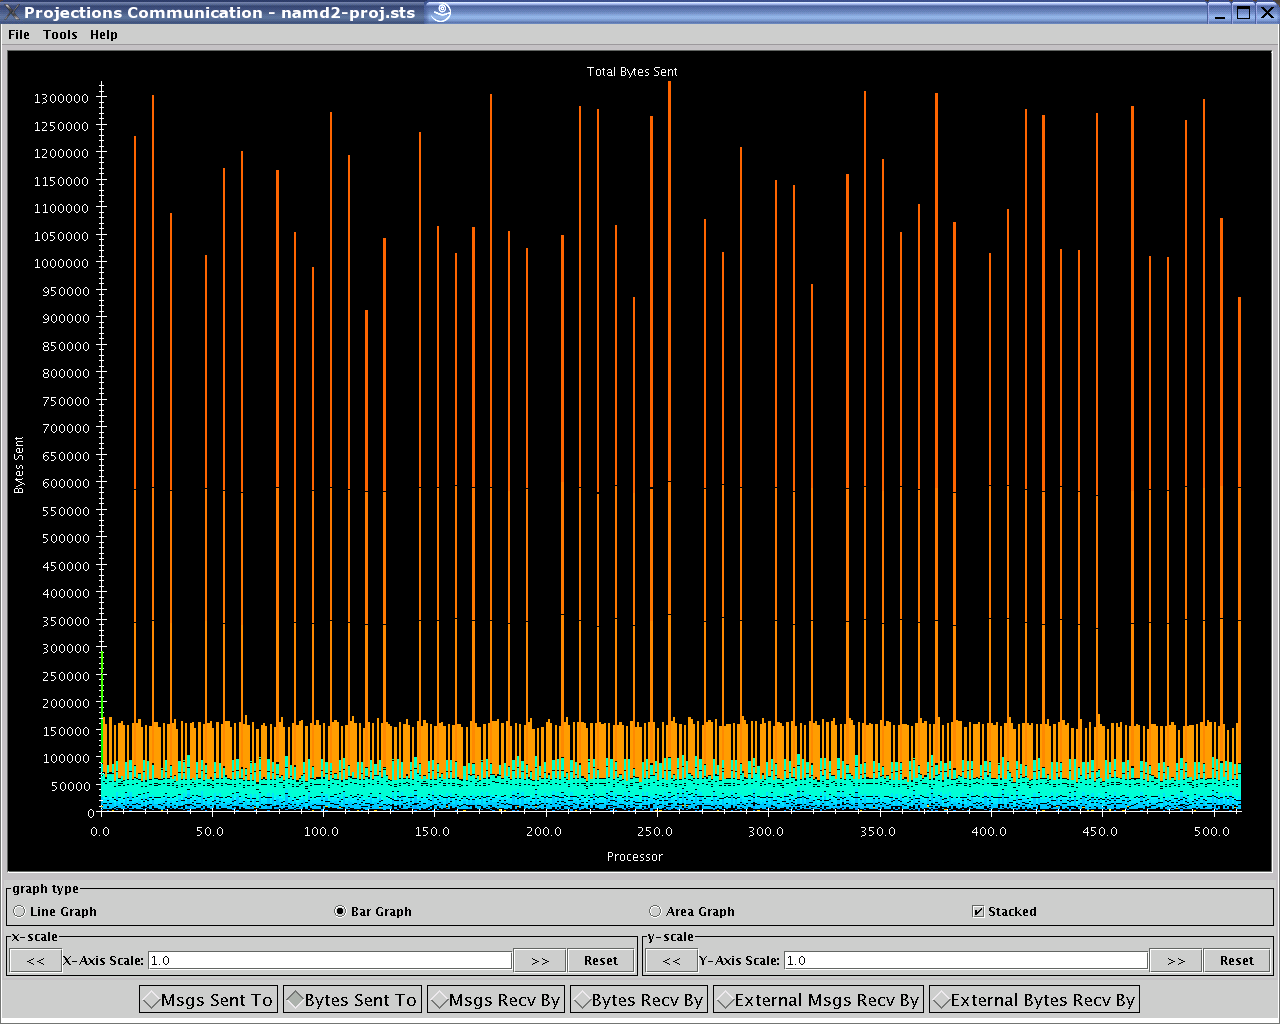 Projections Communication - namd2-proj.sts
File Tools Help
Total Bytes Sent
1300000
1250000
1200000
1150000
1100000
1050000
1000000
950000
900000
850000
800000
750000
700000
650000
600000
550000
500000
450000
400000
350000
300000
250000
200000
150000
100000
50000
0
Bytes Sent
0.0 50.0 100.0 150.0 200.0 250.0 300.0 350.0 400.0 450.0 500.0
Processor
graph type
Line Graph Bar Graph Area Graph Stacked
x-scale y-scale
<< X-Axis Scale: 1.0 >> Reset << Y-Axis Scale: 1.0 >> Reset
Msgs Sent To Bytes Sent To Msgs Recv By Bytes Recv By External Msgs Recv By External Bytes Recv By